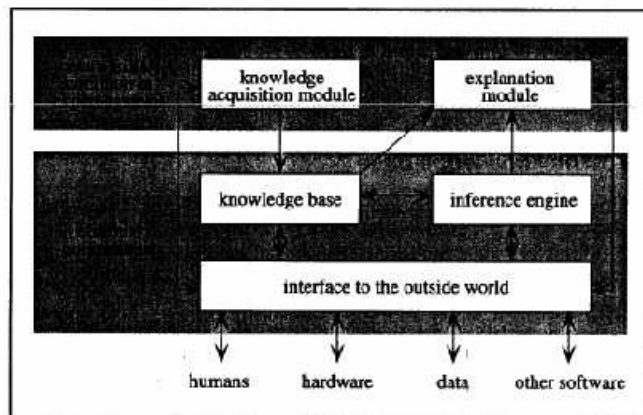 knowledge
acquisition module
explanation
module
knowledge base
inference engine
interface to the outside world
humans
hardware
data
other software